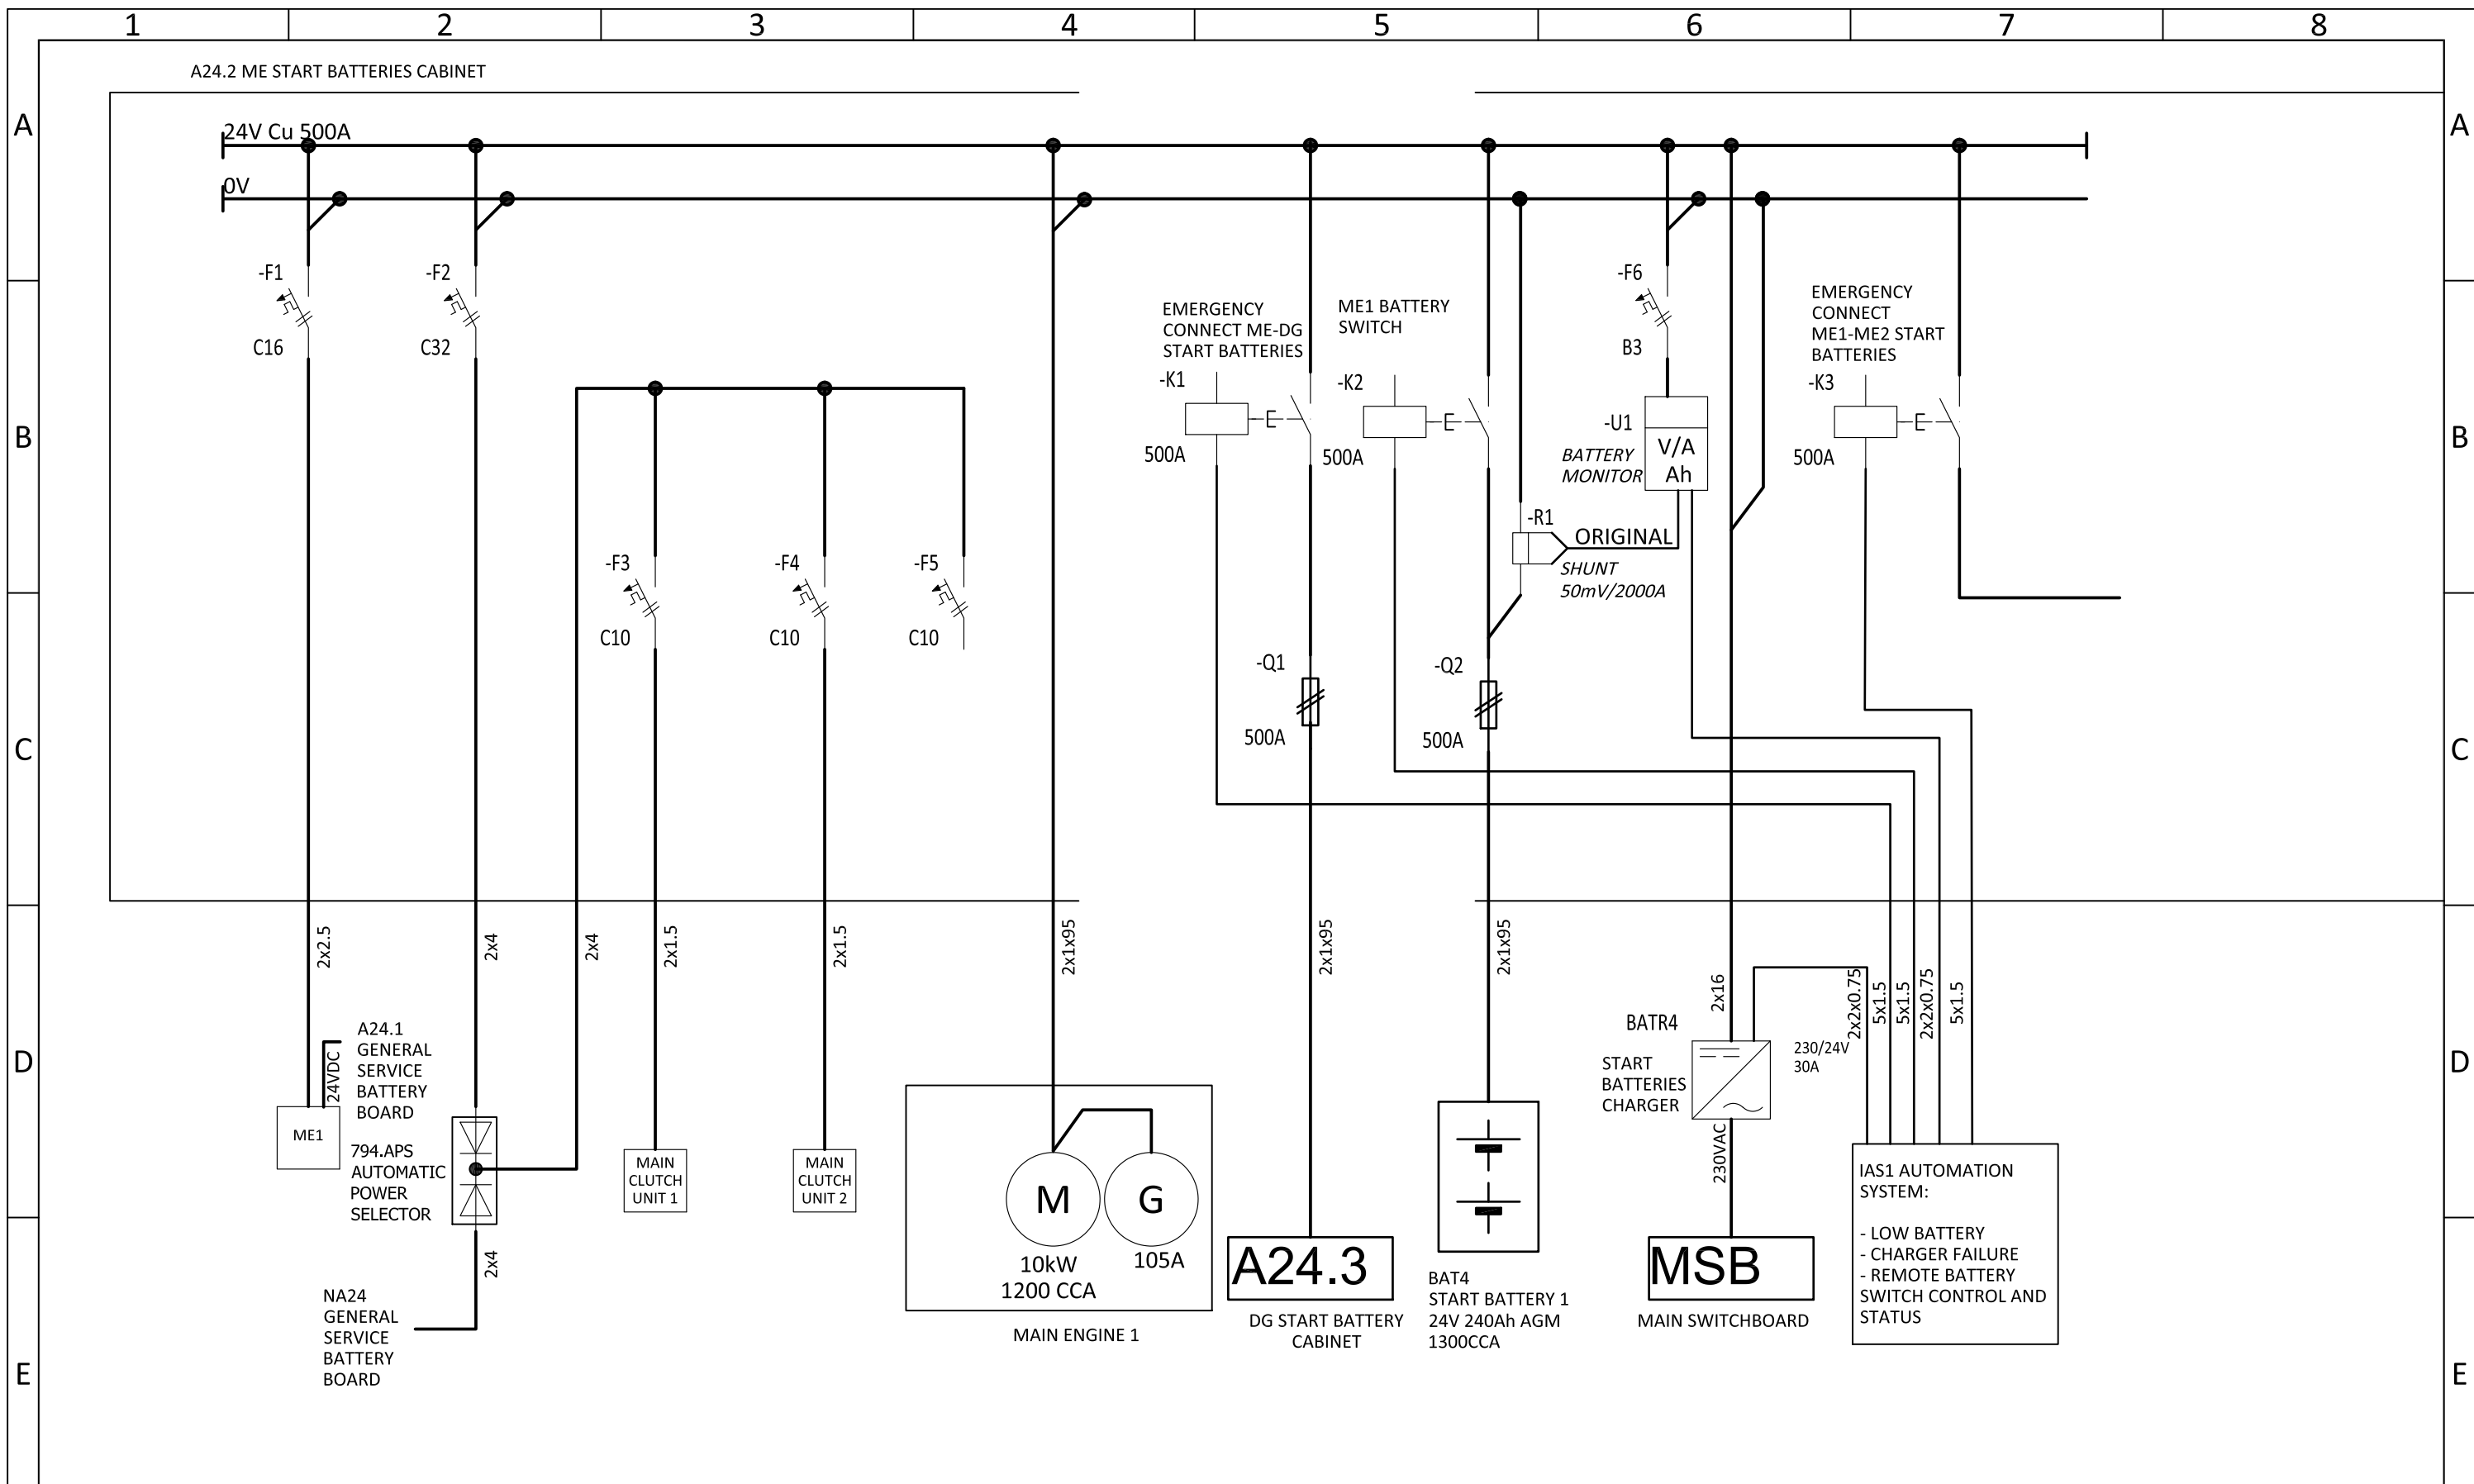 1 2 3 4 5 6 7 8
A24.2 ME START BATTERIES CABINET
A
A
24V Cu 500A
0V
-F1
C16
-F2
C32
-F6
B3
EMERGENCY
CONNECT ME-DG
START BATTERIES
-K1
500A
ME1 BATTERY
SWITCH
-K2
500A
EMERGENCY
CONNECT
ME1-ME2 START
BATTERIES
-K3
500A
B
B
-U1
V/A
Ah
BATTERY
MONITOR
-R1
ORIGINAL
SHUNT
50mV/2000A
-F3
C10
-F4
C10
-F5
C10
-Q1
500A
-Q2
500A
C
C
2x2.5
2x4
2x4
2x1.5
2x1.5
2x1x95
2x1x95
2x1x95
2x16
2x2x0.75
5x1.5
5x1.5
2x2x0.75
5x1.5
D
D
24VDC
A24.1
GENERAL
SERVICE
BATTERY
BOARD
ME1
794.APS
AUTOMATIC
POWER
SELECTOR
2x4
NA24
GENERAL
SERVICE
BATTERY
BOARD
MAIN
CLUTCH
UNIT 1
MAIN
CLUTCH
UNIT 2
M
G
10kW
1200 CCA
105A
MAIN ENGINE 1
A24.3
DG START BATTERY
CABINET
BAT4
START BATTERY 1
24V 240Ah AGM
1300CCA
BATR4
START
BATTERIES
CHARGER
230/24V
30A
230VAC
MSB
MAIN SWITCHBOARD
IAS1 AUTOMATION
SYSTEM:
- LOW BATTERY
- CHARGER FAILURE
- REMOTE BATTERY
SWITCH CONTROL AND
STATUS
E
E